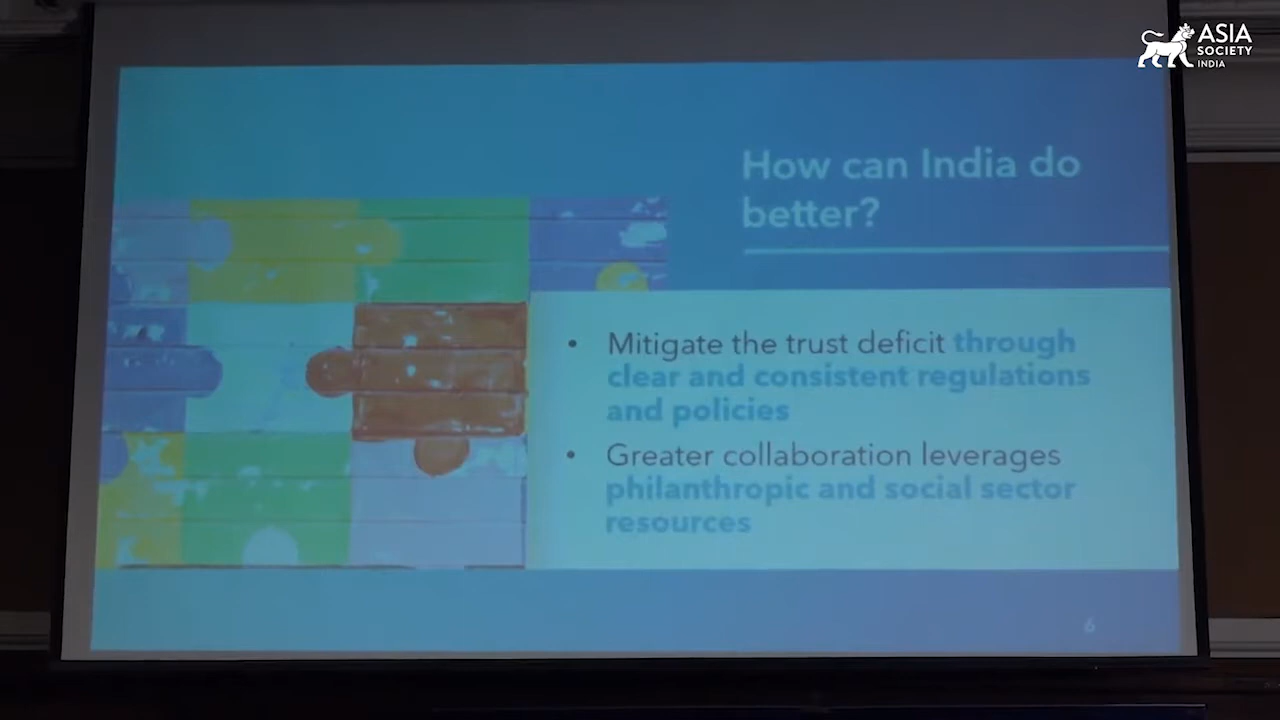 ASIA
SOCIETY
INDIA
How can India do
better?
• Mitigate the trust deficit through
clear and consistent regulations
and policies
• Greater collaboration leverages
philanthropic and social sector
resources
6